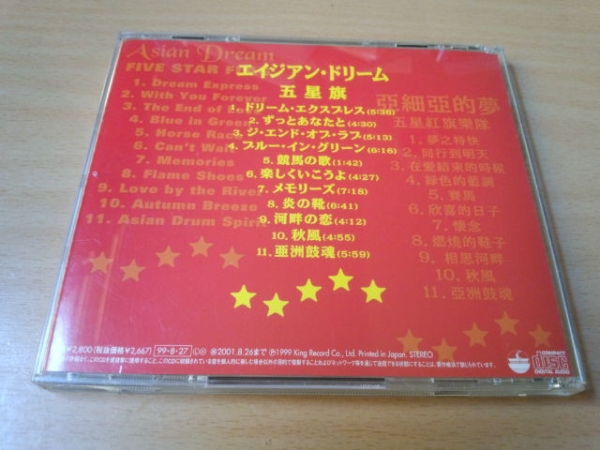 Asian Dream
FIVE STAR F
1. Dream Express
2. With You Forever
3. The End of
4. Blue in Green
5. Horse Rac
6. Can't Wait
7. Memories
8. Flame Shoes
9. Love by the River
10. Autumn Breeze
11. Asian Drum Spirit
エイジアン・ドリーム
五星旗
1. ドリーム・エクスプレス(5:38)
2. ずっとあなたと(4:30)
3. ジ・エンド・オブ・ラブ(5:13)
4. ブルー・イン・グリーン(6:16)
5. 競馬の歌(1:42)
6. 楽しくいこうよ(4:27)
7. メモリーズ(7:18)
8. 炎の靴(6:41)
9. 河畔の恋(4:12)
10. 秋風(4:55)
11. 亜洲鼓魂(5:59)
亞細亞的夢
五星紅旗樂隊
1. 夢之特快
2. 同行到明天
3. 在愛結束的時候
4. 綠色的藍調
5. 賽馬
6. 欣喜的日子
7. 懷念
8. 燃燒的鞋子
9. 相思河畔
10. 秋風
11. 亞洲鼓魂
¥2,800(税抜価格¥2,667) 99・8・27 2001.8.26まで Ⓟ1999 King Record Co., Ltd. Printed in Japan. STEREO
COMPACT
disc
DIGITAL AUDIO